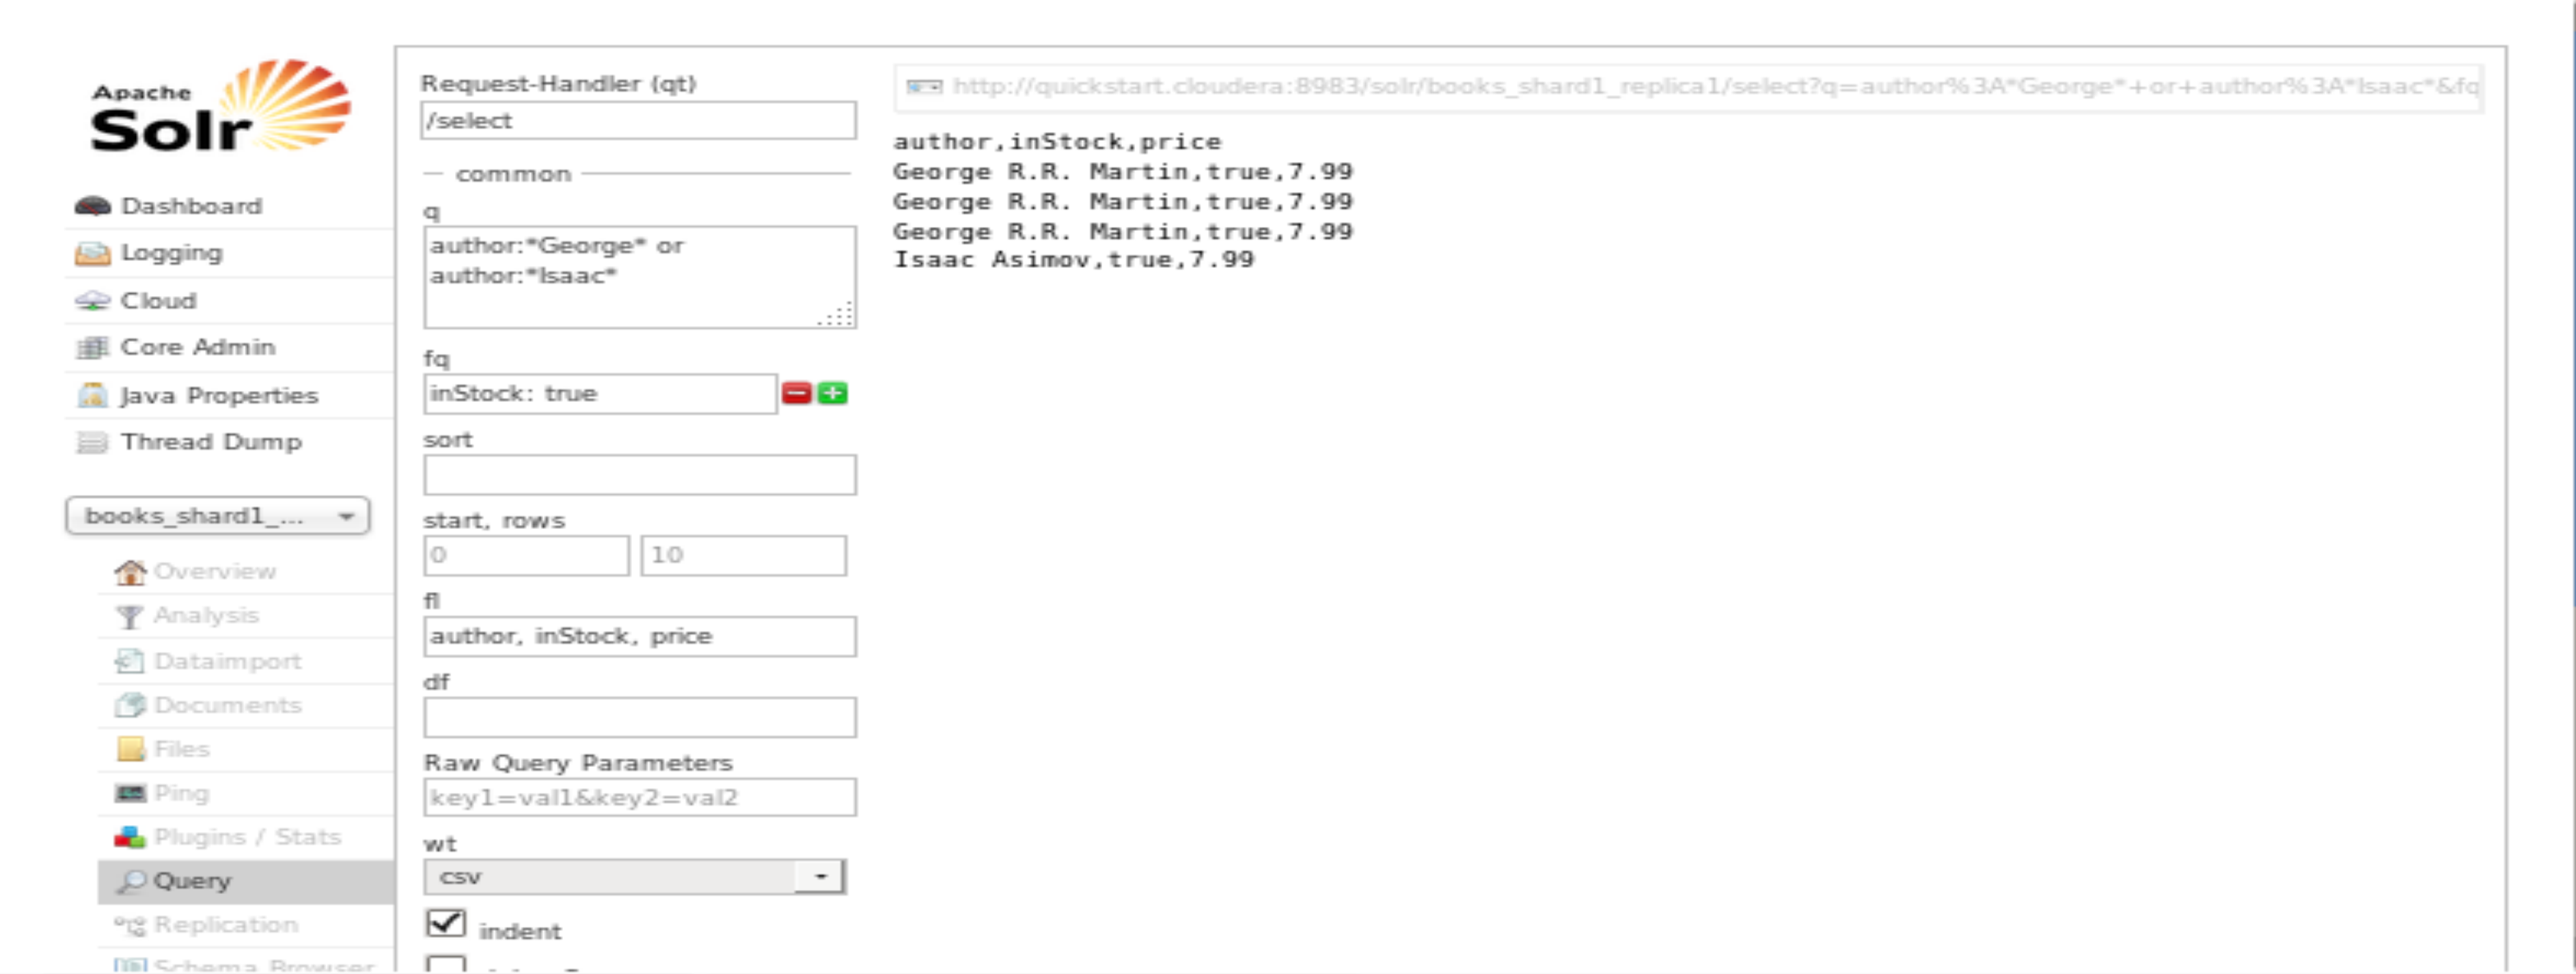 Apache
Solr
Dashboard
Logging
Cloud
Core Admin
Java Properties
Thread Dump
books_shard1_...
Overview
Analysis
Dataimport
Documents
Files
Ping
Plugins / Stats
Query
Replication
Schema Browser
Request-Handler (qt)
/select
common
q
author:*George* or
author:*Isaac*
fq
inStock: true
sort
start, rows
0 10
fl
author, inStock, price
df
Raw Query Parameters
key1=val1&key2=val2
wt
csv
indent
http://quickstart.cloudera:8983/solr/books_shard1_replica1/select?q=author%3A*George*+or+author%3A*Isaac*&fq
author,inStock,price
George R.R. Martin,true,7.99
George R.R. Martin,true,7.99
George R.R. Martin,true,7.99
Isaac Asimov,true,7.99